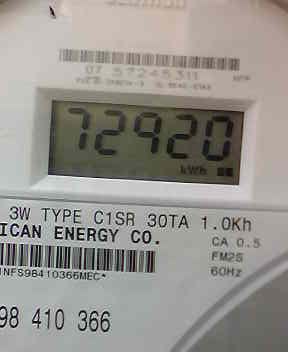 07 57245311
72920
kWh
3W TYPE C1SR 30TA 1.0Kh
ICAN ENERGY CO.
CA 0.5
FM2S
60Hz
INFS98410366MEC*
98 410 366